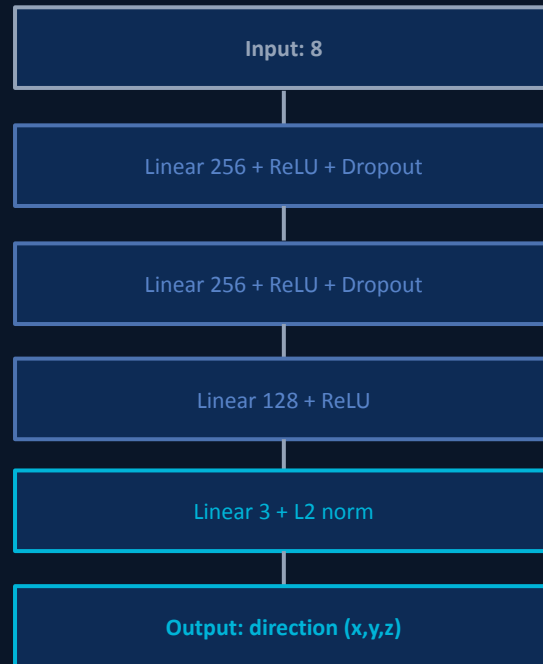 Input: 8
Linear 256 + ReLU + Dropout
Linear 256 + ReLU + Dropout
Linear 128 + ReLU
Linear 3 + L2 norm
Output: direction (x,y,z)